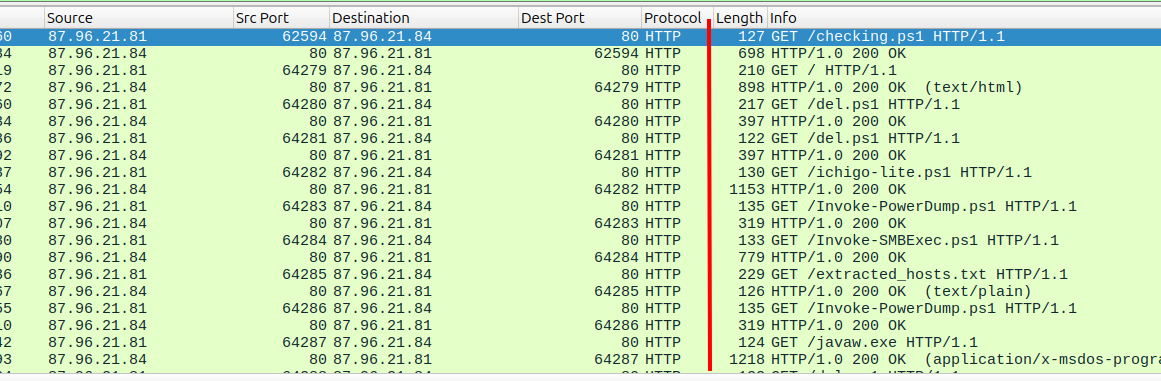 Source Src Port Destination Dest Port Protocol Length Info
60 87.96.21.81 62594 87.96.21.84 80 HTTP 127 GET /checking.ps1 HTTP/1.1
34 87.96.21.84 80 87.96.21.81 62594 HTTP 698 HTTP/1.0 200 OK
19 87.96.21.81 64279 87.96.21.84 80 HTTP 210 GET / HTTP/1.1
72 87.96.21.84 80 87.96.21.81 64279 HTTP 898 HTTP/1.0 200 OK (text/html)
60 87.96.21.81 64280 87.96.21.84 80 HTTP 217 GET /del.ps1 HTTP/1.1
34 87.96.21.84 80 87.96.21.81 64280 HTTP 397 HTTP/1.0 200 OK
36 87.96.21.81 64281 87.96.21.84 80 HTTP 122 GET /del.ps1 HTTP/1.1
92 87.96.21.84 80 87.96.21.81 64281 HTTP 397 HTTP/1.0 200 OK
37 87.96.21.81 64282 87.96.21.84 80 HTTP 130 GET /ichigo-lite.ps1 HTTP/1.1
54 87.96.21.84 80 87.96.21.81 64282 HTTP 1153 HTTP/1.0 200 OK
10 87.96.21.81 64283 87.96.21.84 80 HTTP 135 GET /Invoke-PowerDump.ps1 HTTP/1.1
07 87.96.21.84 80 87.96.21.81 64283 HTTP 319 HTTP/1.0 200 OK
30 87.96.21.81 64284 87.96.21.84 80 HTTP 133 GET /Invoke-SMBExec.ps1 HTTP/1.1
90 87.96.21.84 80 87.96.21.81 64284 HTTP 779 HTTP/1.0 200 OK
36 87.96.21.81 64285 87.96.21.84 80 HTTP 229 GET /extracted_hosts.txt HTTP/1.1
67 87.96.21.84 80 87.96.21.81 64285 HTTP 126 HTTP/1.0 200 OK (text/plain)
55 87.96.21.81 64286 87.96.21.84 80 HTTP 135 GET /Invoke-PowerDump.ps1 HTTP/1.1
10 87.96.21.84 80 87.96.21.81 64286 HTTP 319 HTTP/1.0 200 OK
42 87.96.21.81 64287 87.96.21.84 80 HTTP 124 GET /javaw.exe HTTP/1.1
93 87.96.21.84 80 87.96.21.81 64287 HTTP 1218 HTTP/1.0 200 OK (application/x-msdos-progra